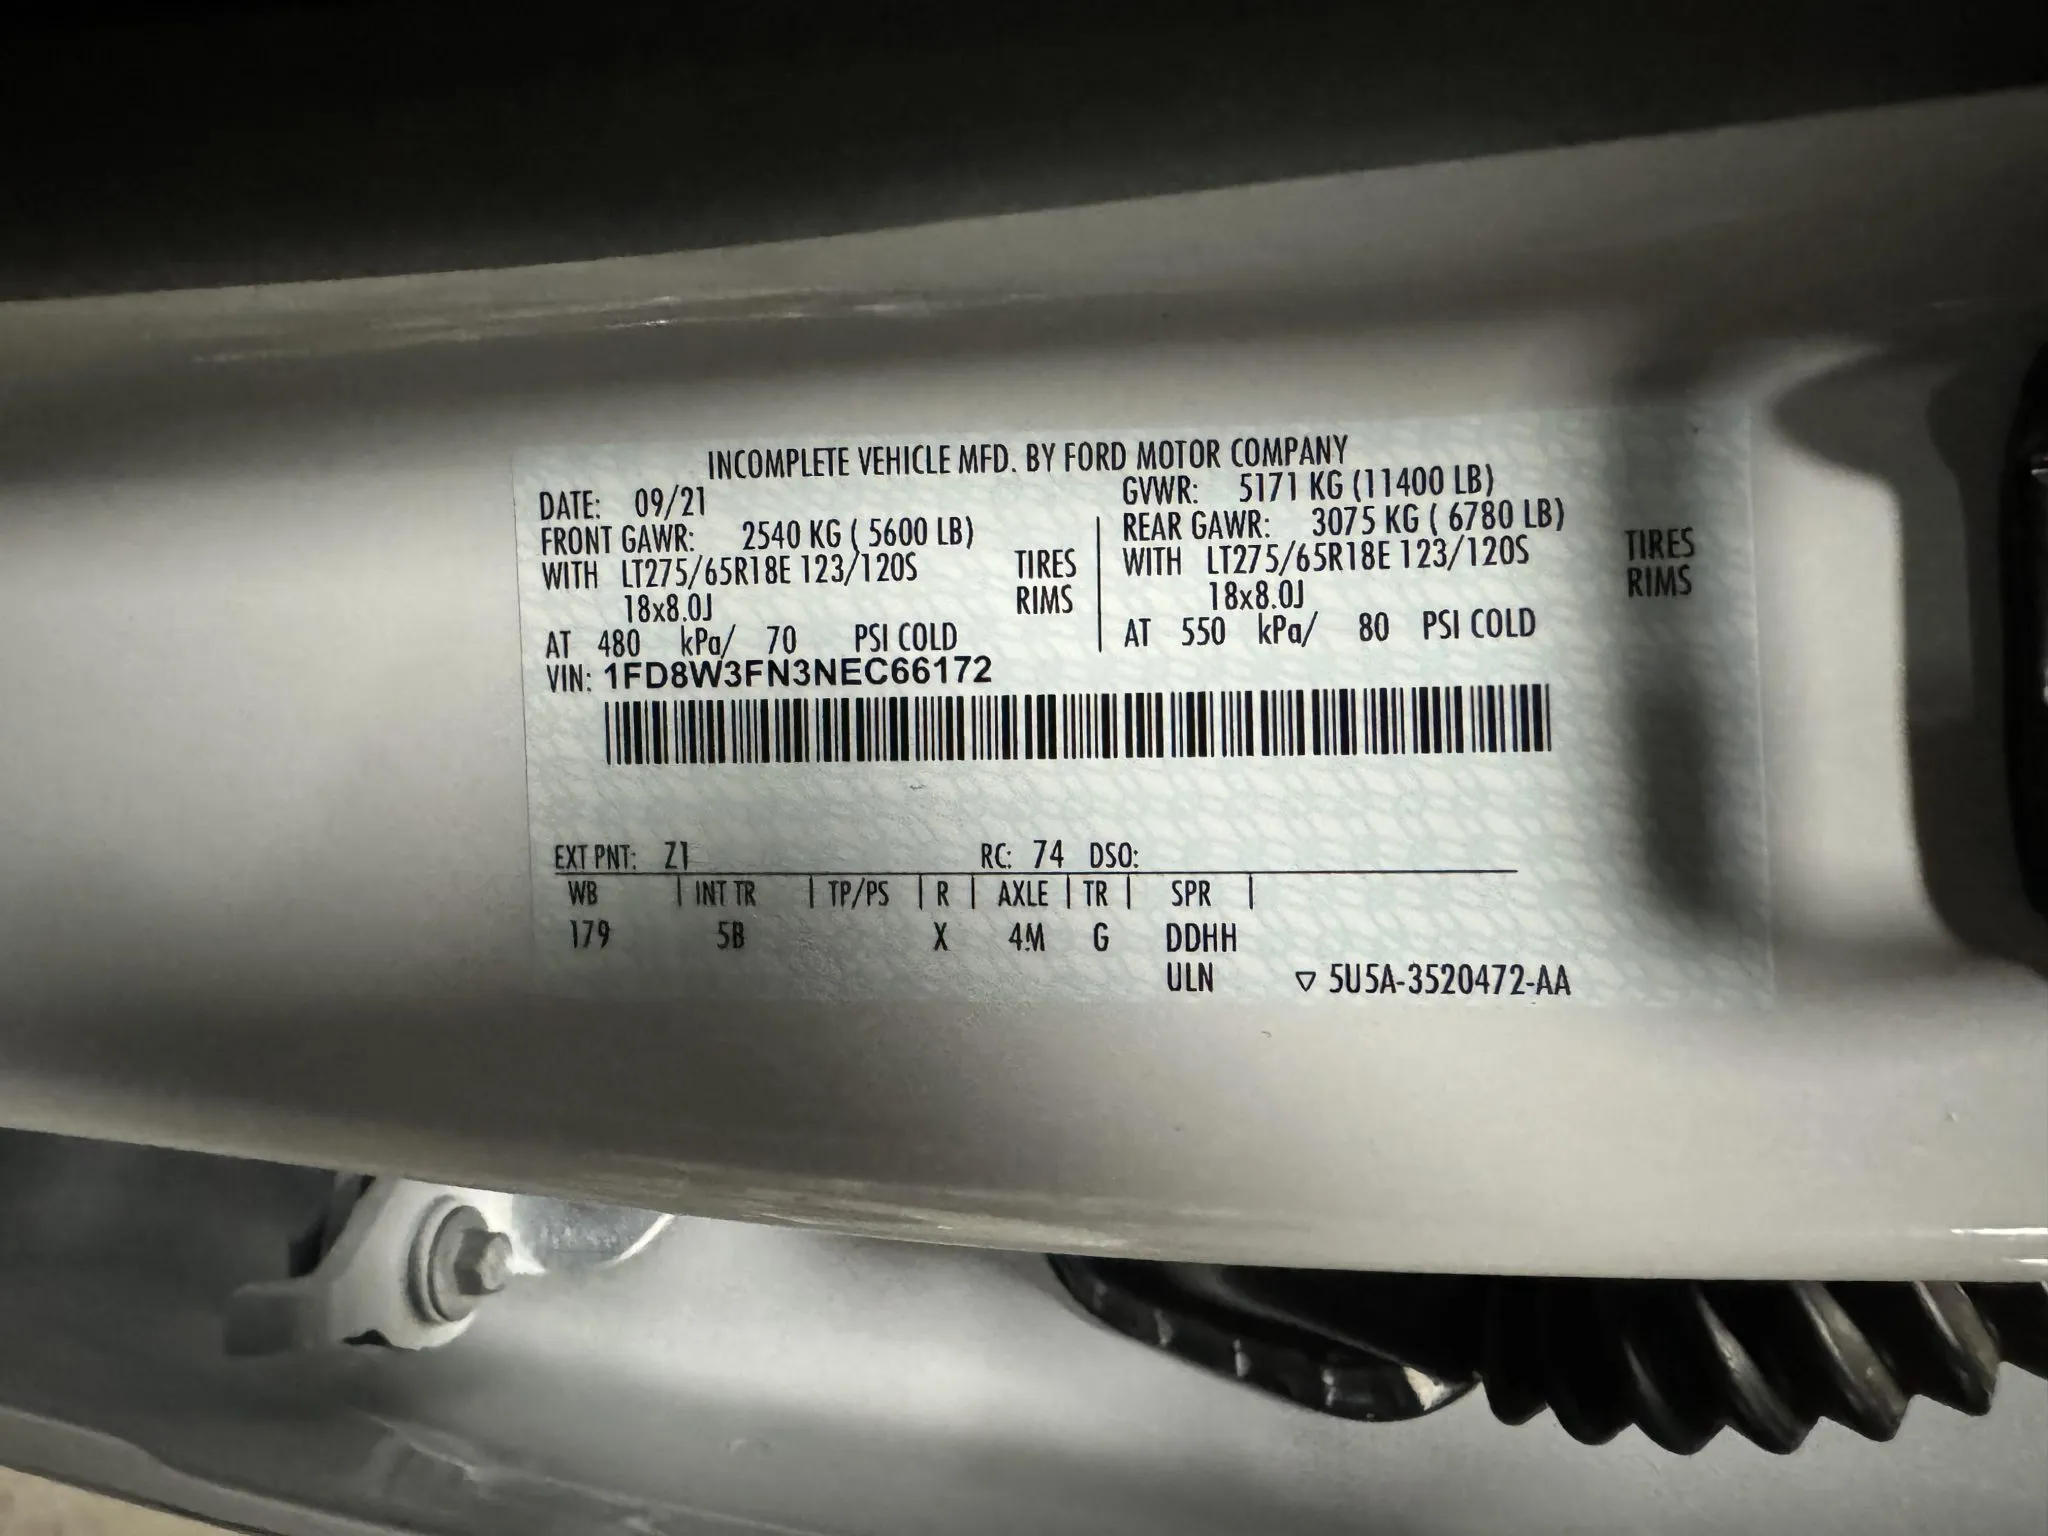 INCOMPLETE VEHICLE MFD. BY FORD MOTOR COMPANY
DATE: 09/21 GVWR: 5171 KG (11400 LB)
FRONT GAWR: 2540 KG ( 5600 LB) REAR GAWR: 3075 KG ( 6780 LB)
WITH LT275/65R18E 123/120S TIRES WITH LT275/65R18E 123/120S TIRES
18x8.0J RIMS 18x8.0J RIMS
AT 480 kPa/ 70 PSI COLD AT 550 kPa/ 80 PSI COLD
VIN: 1FD8W3FN3NEC66172
EXT PNT: Z1 RC: 74 DSO:
WB | INT TR | TP/PS | R | AXLE | TR | SPR |
179 5B X 4M G DDHH
ULN ▽ 5U5A-3520472-AA